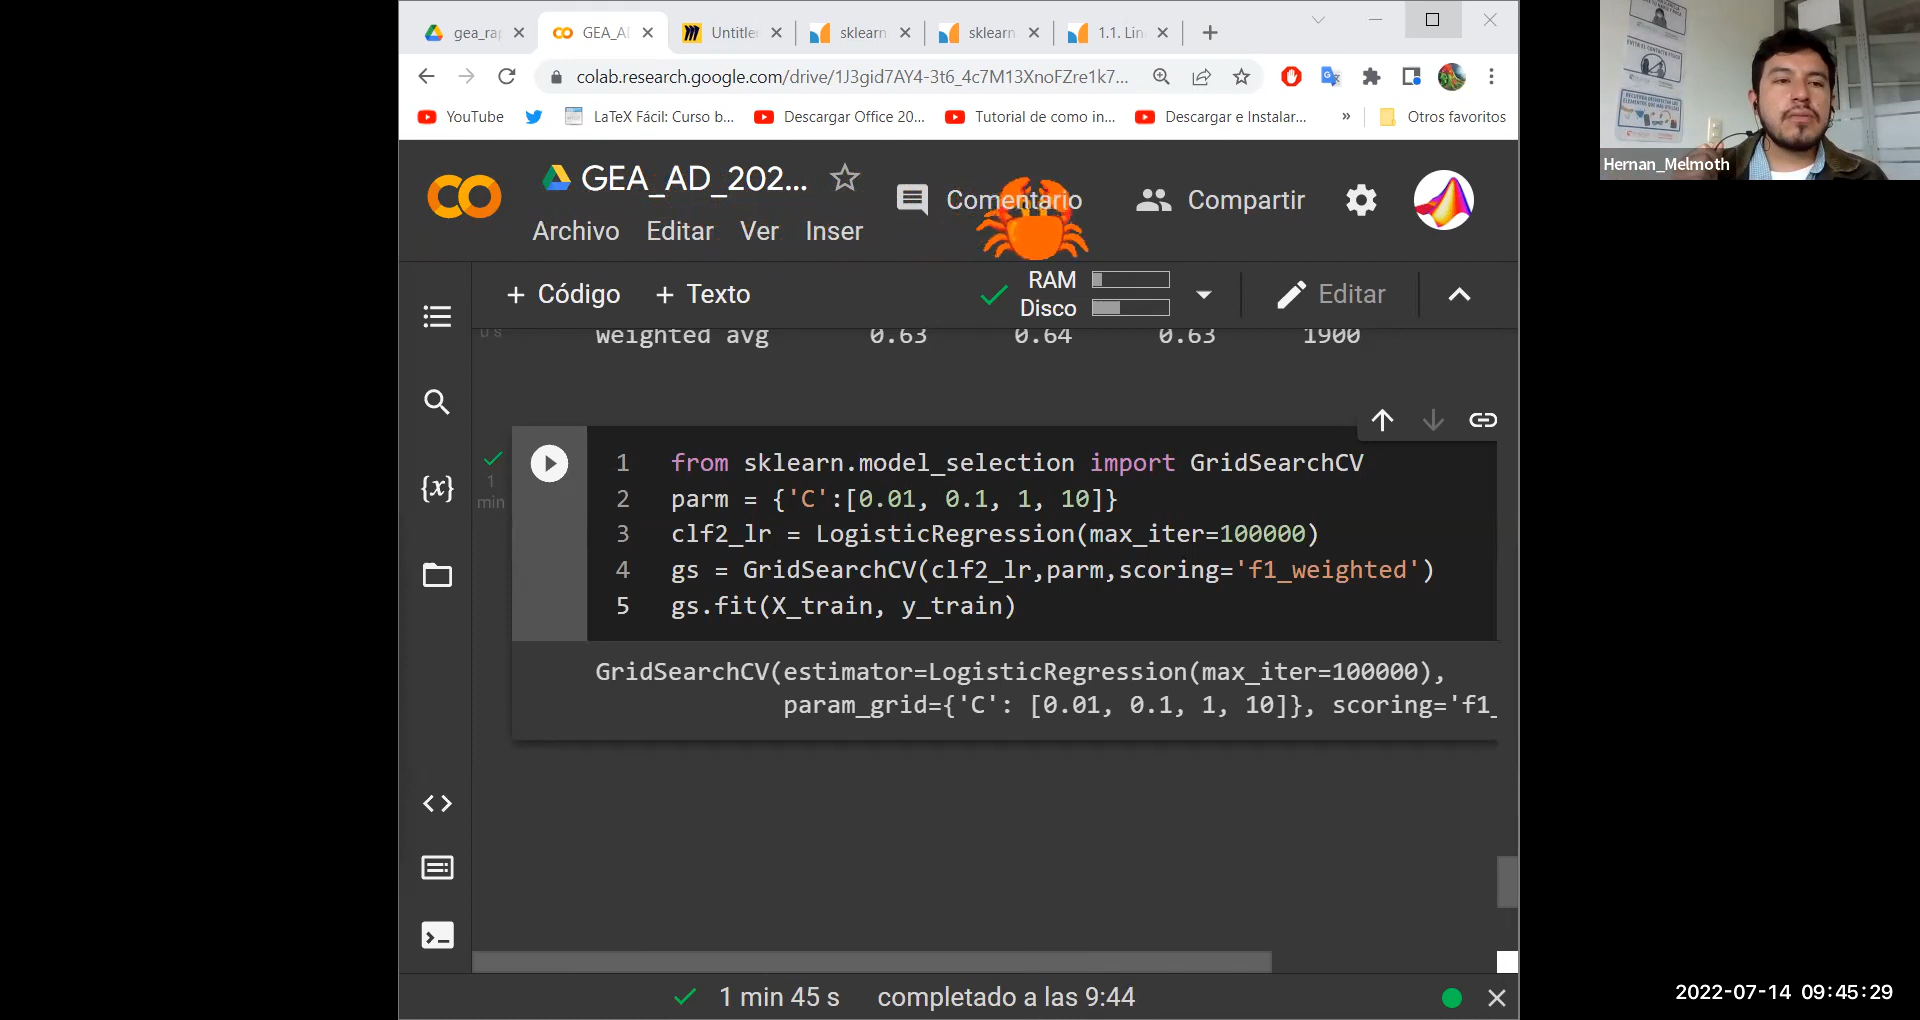 gea_ra
GEA_A
Untitle
sklearn
sklearn
1.1. Lin
colab.research.google.com/drive/1J3gid7AY4-3t6_4c7M13XnoFZre1k7...
YouTube
LaTeX Fácil: Curso b...
Descargar Office 20...
Tutorial de como in...
Descargar e Instalar...
»
Otros favoritos
GEA_AD_202...
Comentario
Compartir
Archivo Editar Ver Inser
+ Código + Texto
RAM
Disco
Editar
0 s
weighted avg 0.63 0.64 0.63 1900
1 from sklearn.model_selection import GridSearchCV
2 parm = {'C':[0.01, 0.1, 1, 10]}
3 clf2_lr = LogisticRegression(max_iter=100000)
4 gs = GridSearchCV(clf2_lr,parm,scoring='f1_weighted')
5 gs.fit(X_train, y_train)
1
min
{x}
GridSearchCV(estimator=LogisticRegression(max_iter=100000),
param_grid={'C': [0.01, 0.1, 1, 10]}, scoring='f1_
1 min 45 s completado a las 9:44
EVITA EL CONTACTO FÍSICO
Hernan_Melmoth
2022-07-14 09:45:29